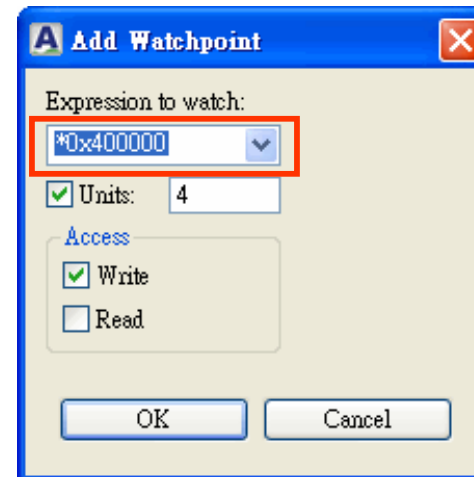 Add Watchpoint
Expression to watch:
*0x400000
Units: 4
Access
Write
Read
OK Cancel